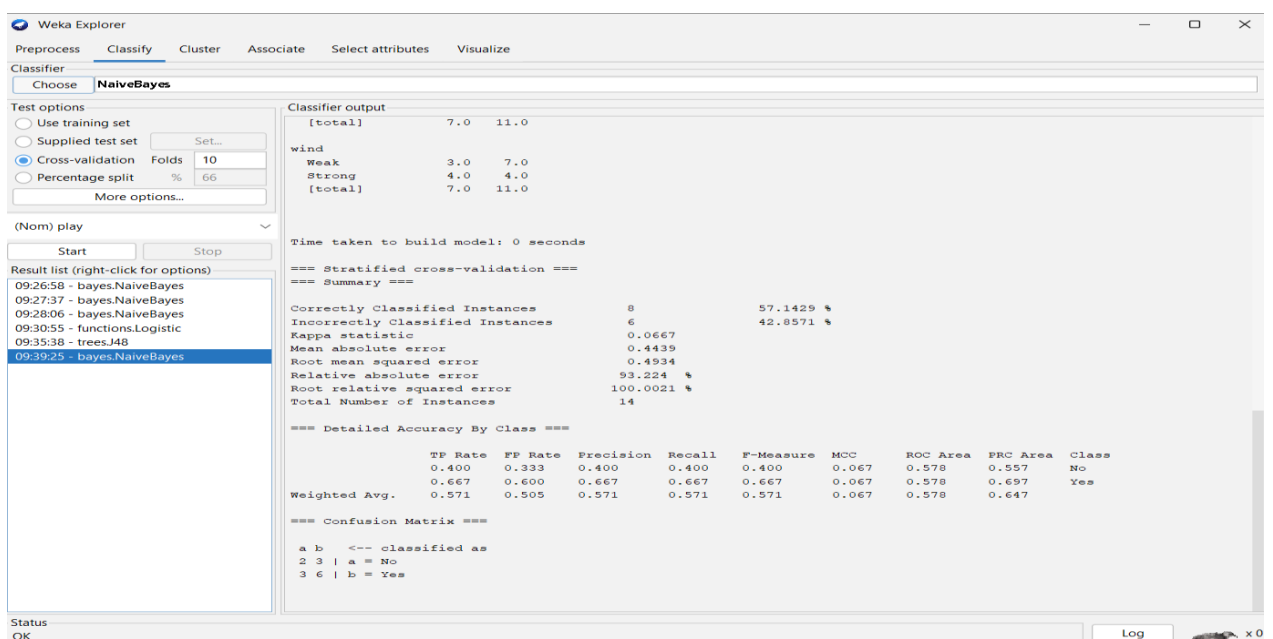 Weka Explorer
Preprocess Classify Cluster Associate Select attributes Visualize
Classifier
Choose NaiveBayes
Test options
Use training set
Supplied test set Set...
Cross-validation Folds 10
Percentage split % 66
More options...
(Nom) play
Start Stop
Result list (right-click for options)
09:26:58 - bayes.NaiveBayes
09:27:37 - bayes.NaiveBayes
09:28:06 - bayes.NaiveBayes
09:30:55 - functions.Logistic
09:35:38 - trees.J48
09:39:25 - bayes.NaiveBayes
Classifier output
[total] 7.0 11.0
wind
Weak 3.0 7.0
Strong 4.0 4.0
[total] 7.0 11.0
Time taken to build model: 0 seconds
=== Stratified cross-validation ===
=== Summary ===
Correctly Classified Instances 8 57.1429 %
Incorrectly Classified Instances 6 42.8571 %
Kappa statistic 0.0667
Mean absolute error 0.4439
Root mean squared error 0.4934
Relative absolute error 93.224 %
Root relative squared error 100.0021 %
Total Number of Instances 14
=== Detailed Accuracy By Class ===
TP Rate FP Rate Precision Recall F-Measure MCC ROC Area PRC Area Class
0.400 0.333 0.400 0.400 0.400 0.067 0.578 0.557 No
0.667 0.600 0.667 0.667 0.667 0.067 0.578 0.697 Yes
Weighted Avg. 0.571 0.505 0.571 0.571 0.571 0.067 0.578 0.647
=== Confusion Matrix ===
a b <-- classified as
2 3 | a = No
3 6 | b = Yes
Status
OK
Log x 0